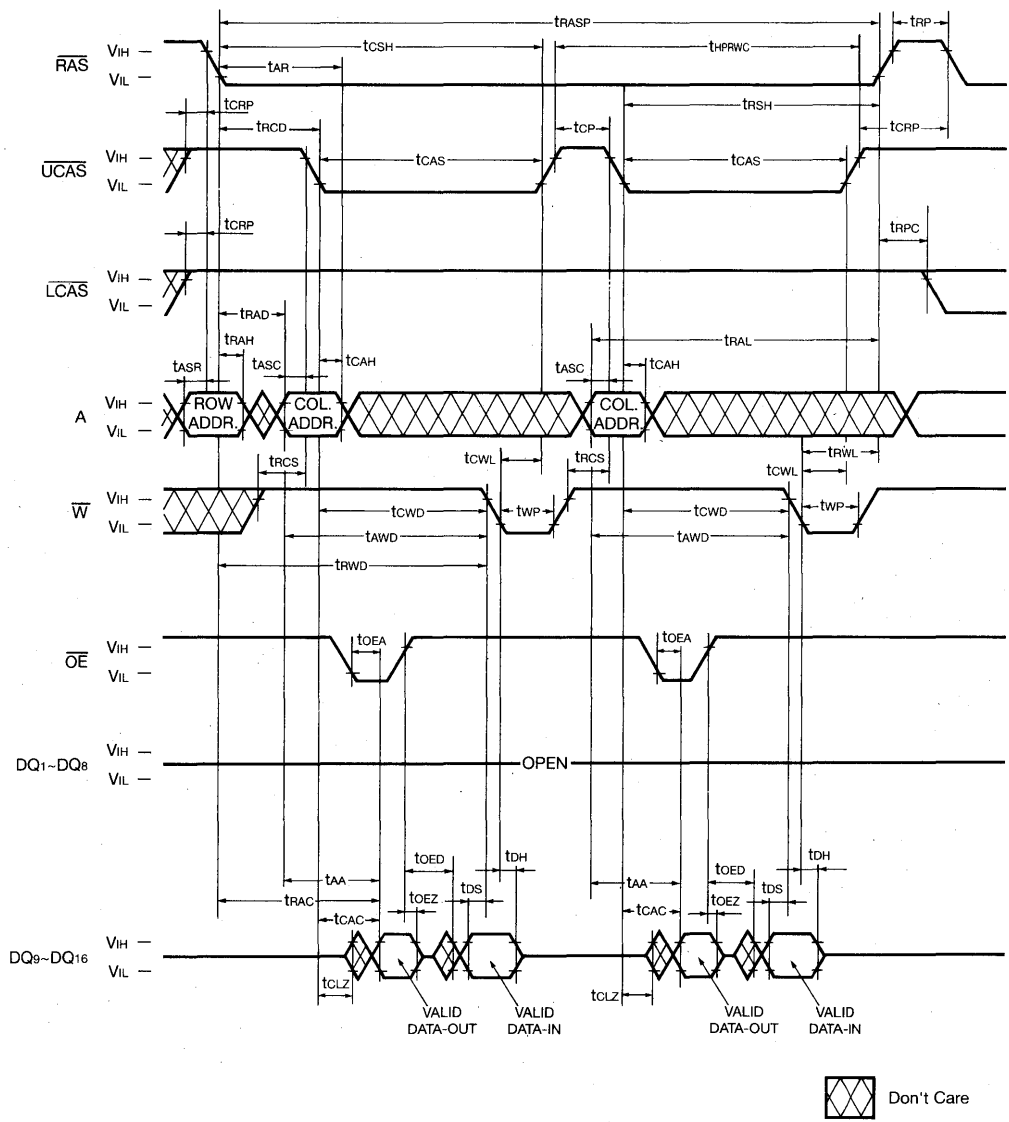 tRASP
tRP
tCSH
tHPRWC
RAS
VIH
VIL
tAR
tRSH
tCRP
tRCD
tCP
tCRP
UCAS
VIH
VIL
tCAS
tCAS
tCRP
tRPC
LCAS
VIH
VIL
tRAD
tRAH
tRAL
tASR
tASC
tCAH
tASC
tCAH
A
VIH
VIL
ROW
ADDR.
COL.
ADDR.
COL.
ADDR.
tRCS
tCWL
tRCS
tCWL
tRWL
W
VIH
VIL
tCWD
tWP
tCWD
tWP
tAWD
tAWD
tRWD
OE
VIH
VIL
tOEA
tOEA
DQ1~DQ8
VIH
VIL
OPEN
tAA
tOED
tDH
tAA
tOED
tDH
tRAC
tOEZ
tDS
tOEZ
tDS
tCAC
tCAC
DQ9~DQ16
VIH
VIL
tCLZ
tCLZ
VALID
DATA-OUT
VALID
DATA-IN
VALID
DATA-OUT
VALID
DATA-IN
Don't Care